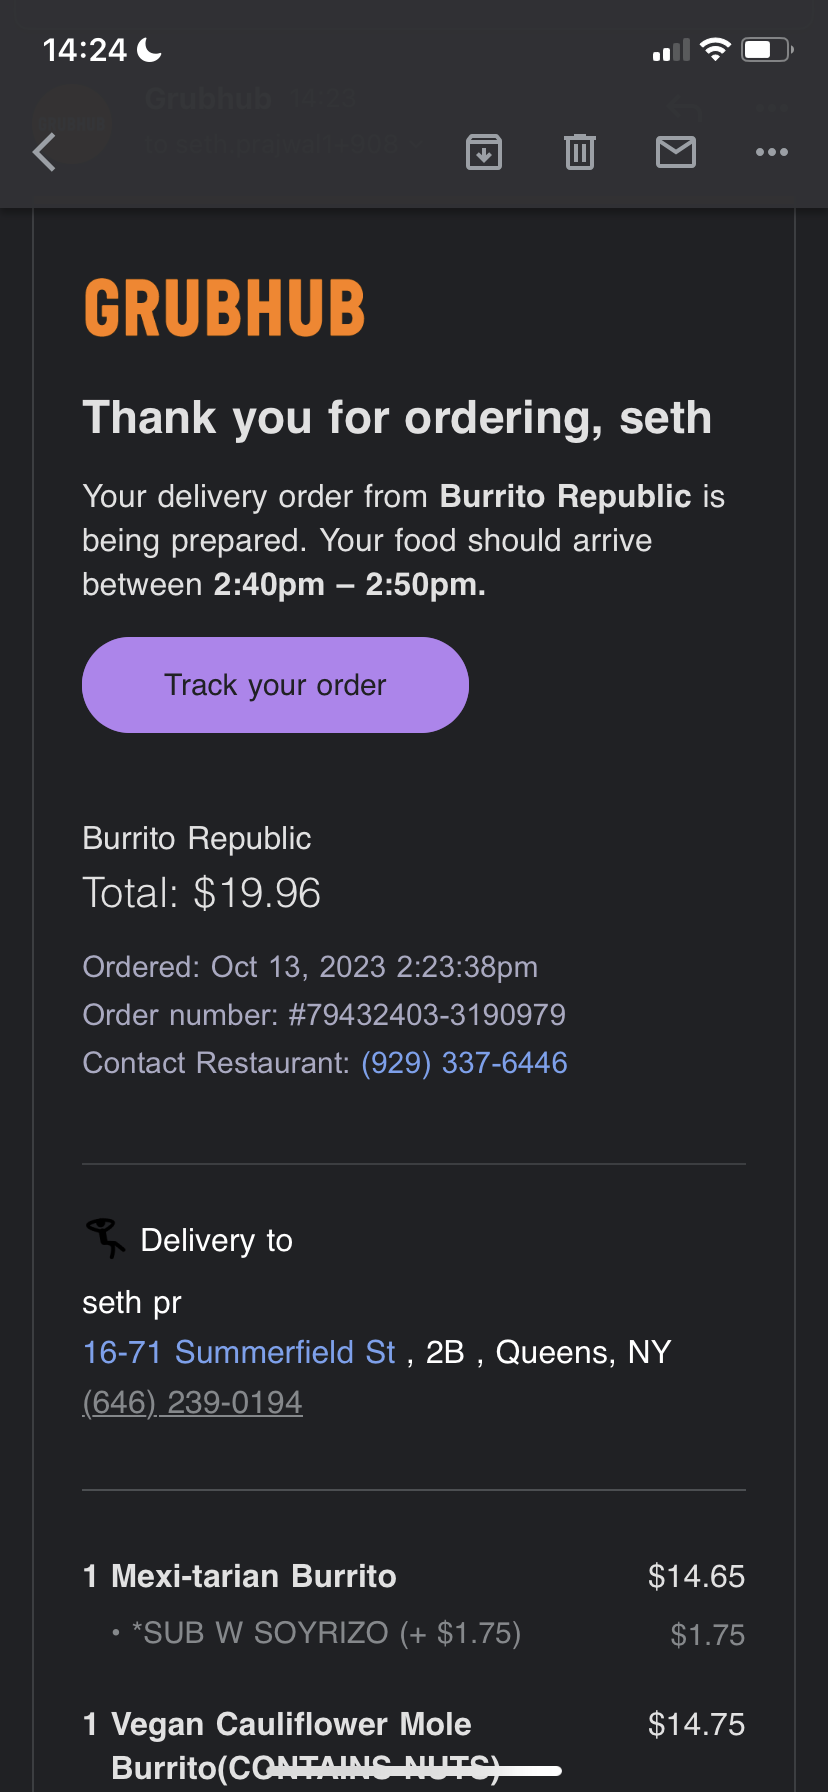 14:24
Grubhub 14:23
GRUBHUB
Thank you for ordering, seth
Your delivery order from Burrito Republic is
being prepared. Your food should arrive
between 2:40pm – 2:50pm.
Track your order
Burrito Republic
Total: $19.96
Ordered: Oct 13, 2023 2:23:38pm
Order number: #79432403-3190979
Contact Restaurant: (929) 337-6446
Delivery to
seth pr
16-71 Summerfield St , 2B , Queens, NY
(646) 239-0194
1 Mexi-tarian Burrito $14.65
• *SUB W SOYRIZO (+ $1.75) $1.75
1 Vegan Cauliflower Mole $14.75
Burrito(CONTAINS NUTS)